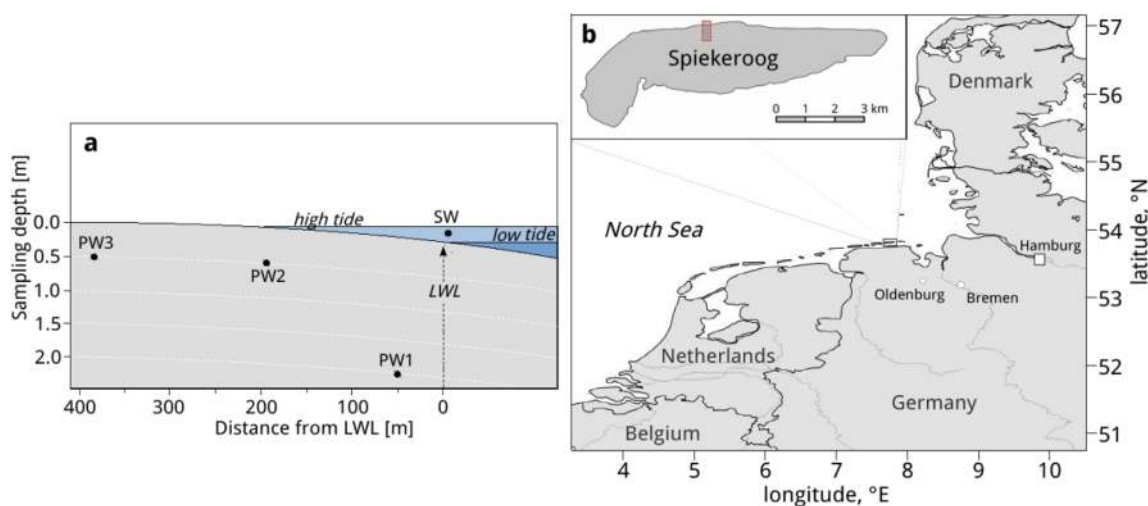 a
Sampling depth [m]
0.0
0.5
1.0
1.5
2.0
high tide
SW
low tide
PW3
PW2
LWL
PW1
400
300
200
100
0
Distance from LWL [m]
b
Spiekeroog
0 1 2 3 km
Denmark
North Sea
Hamburg
Oldenburg
Bremen
Netherlands
Germany
Belgium
57
56
55
54
53
52
51
latitude, °N
4 5 6 7 8 9 10
longitude, °E